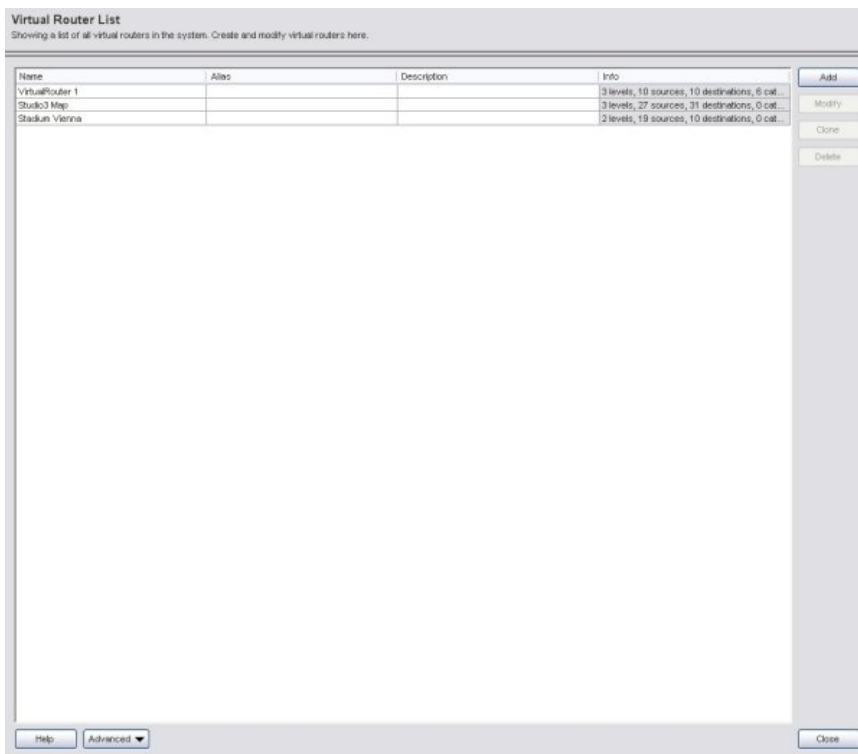 Virtual Router List
Showing a list of all virtual routers in the system. Create and modify virtual routers here.
Name Alias Description Info
VirtualRouter 1 3 levels, 10 sources, 10 destinations, 6 cat...
Studio3 Map 3 levels, 27 sources, 31 destinations, 0 cat...
Stadium Vienna 2 levels, 19 sources, 10 destinations, 0 cat...
Add
Modify
Clone
Delete
Help Advanced Close